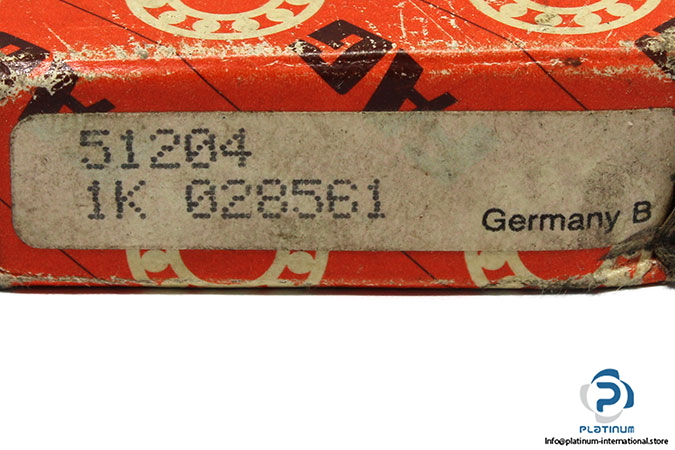 51204
1K 028561
Germany B
PLATINUM
info@platinum-international.store